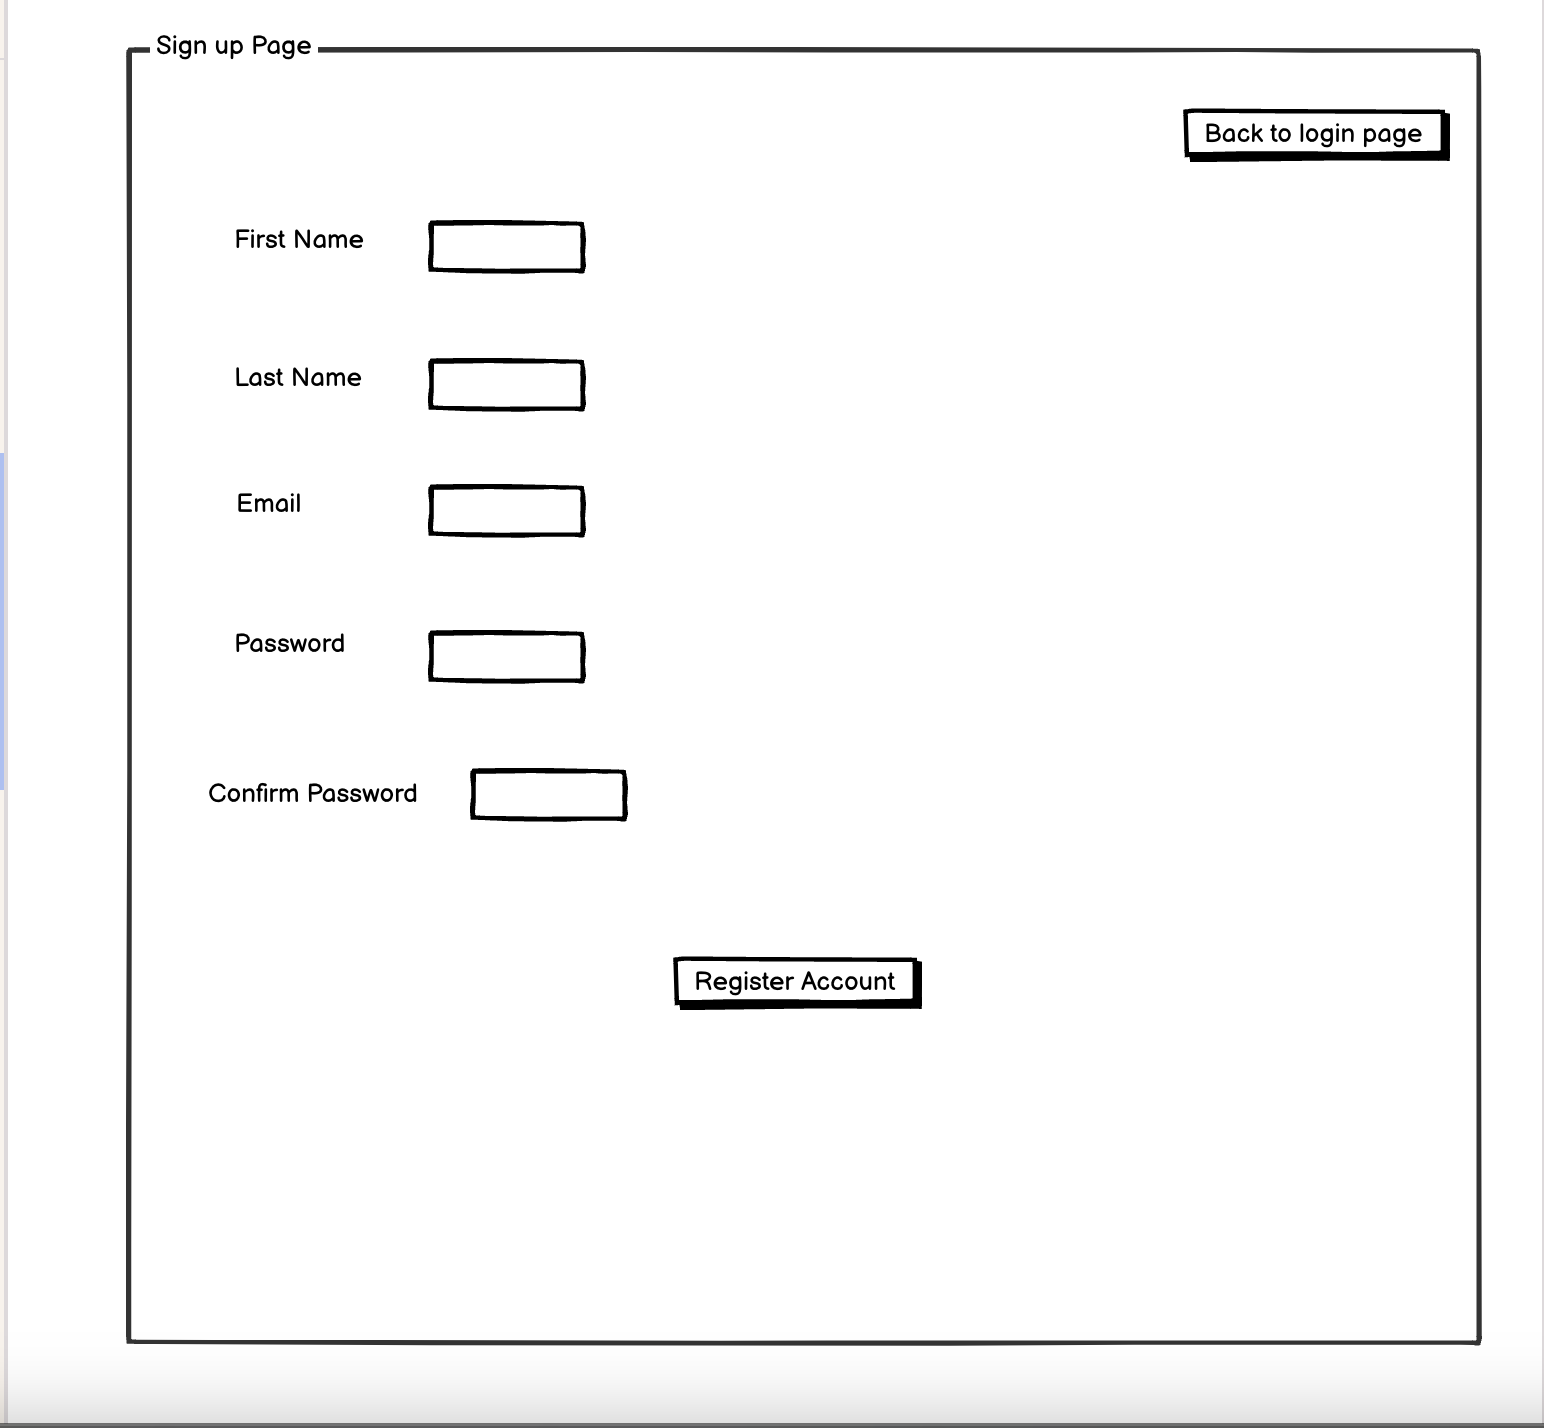 Sign up Page
Back to login page
First Name
Last Name
Email
Password
Confirm Password
Register Account